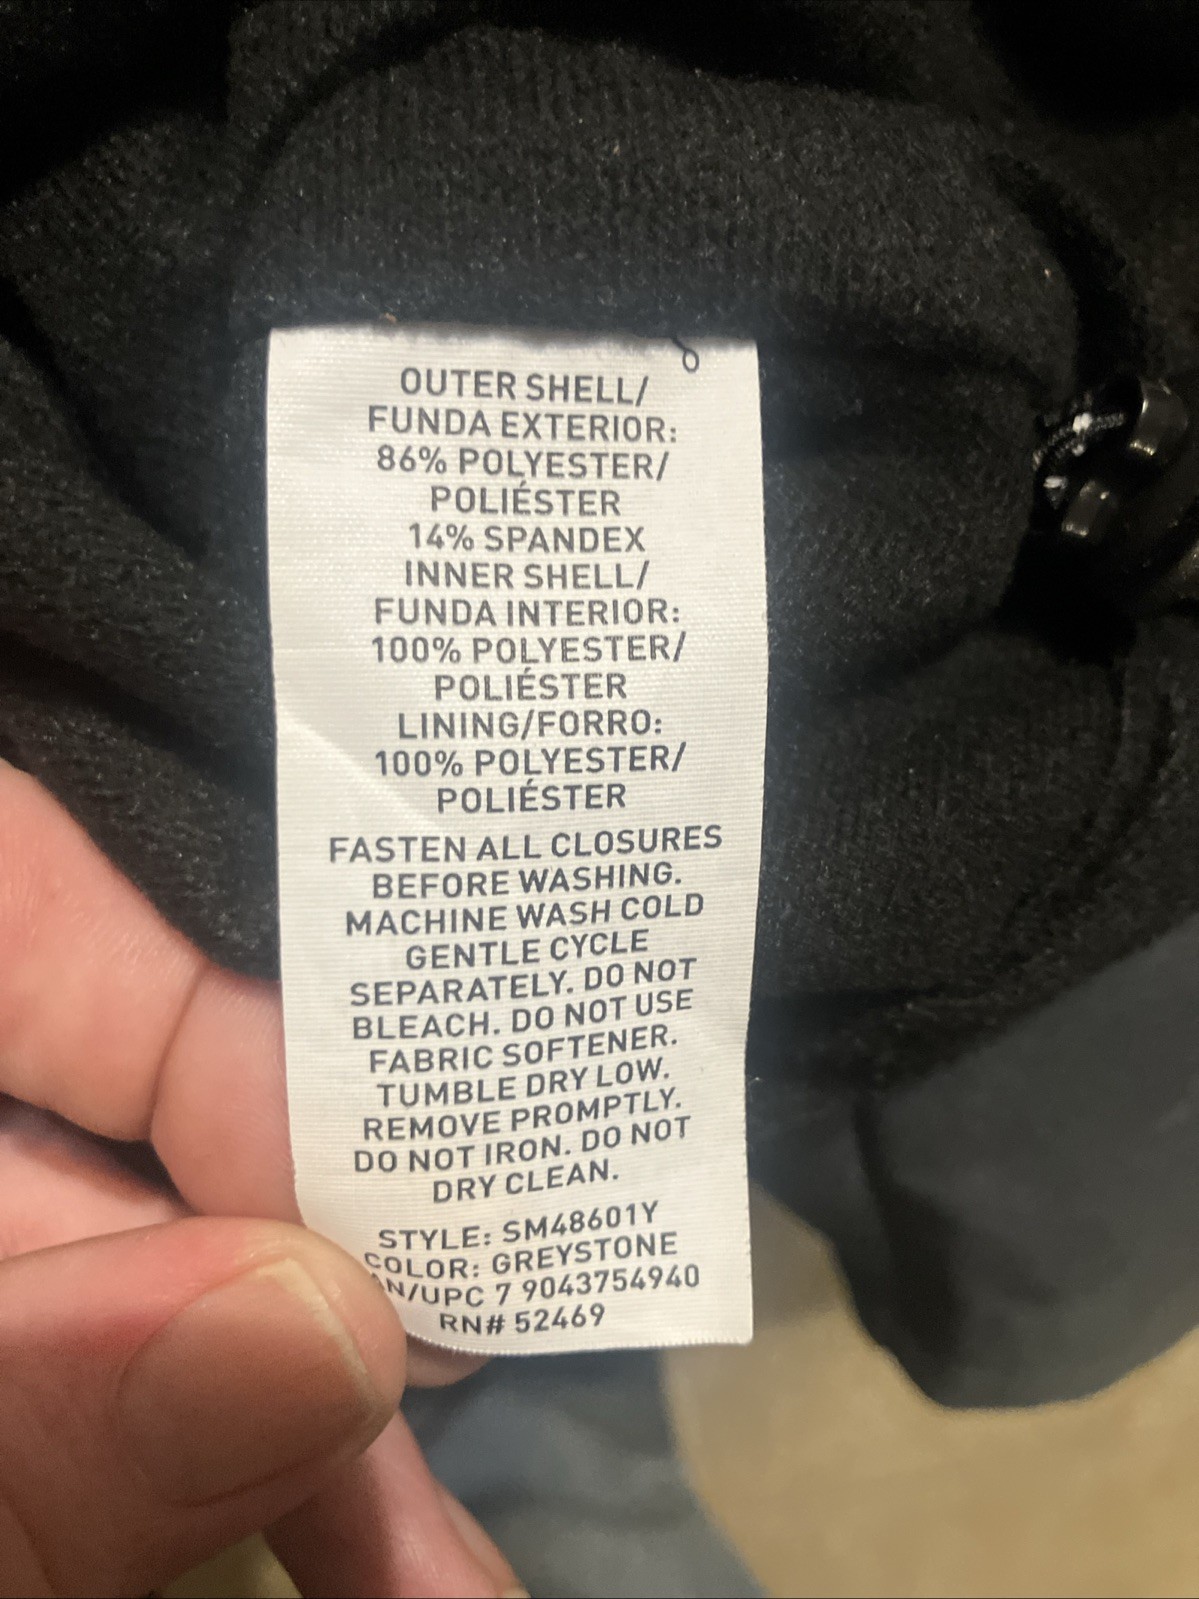 OUTER SHELL/
FUNDA EXTERIOR:
86% POLYESTER/
POLIÉSTER
14% SPANDEX
INNER SHELL/
FUNDA INTERIOR:
100% POLYESTER/
POLIÉSTER
LINING/FORRO:
100% POLYESTER/
POLIÉSTER
FASTEN ALL CLOSURES
BEFORE WASHING.
MACHINE WASH COLD
GENTLE CYCLE
SEPARATELY. DO NOT
BLEACH. DO NOT USE
FABRIC SOFTENER.
TUMBLE DRY LOW.
REMOVE PROMPTLY.
DO NOT IRON. DO NOT
DRY CLEAN.
STYLE: SM48601Y
COLOR: GREYSTONE
AN/UPC 7 9043754940
RN# 52469